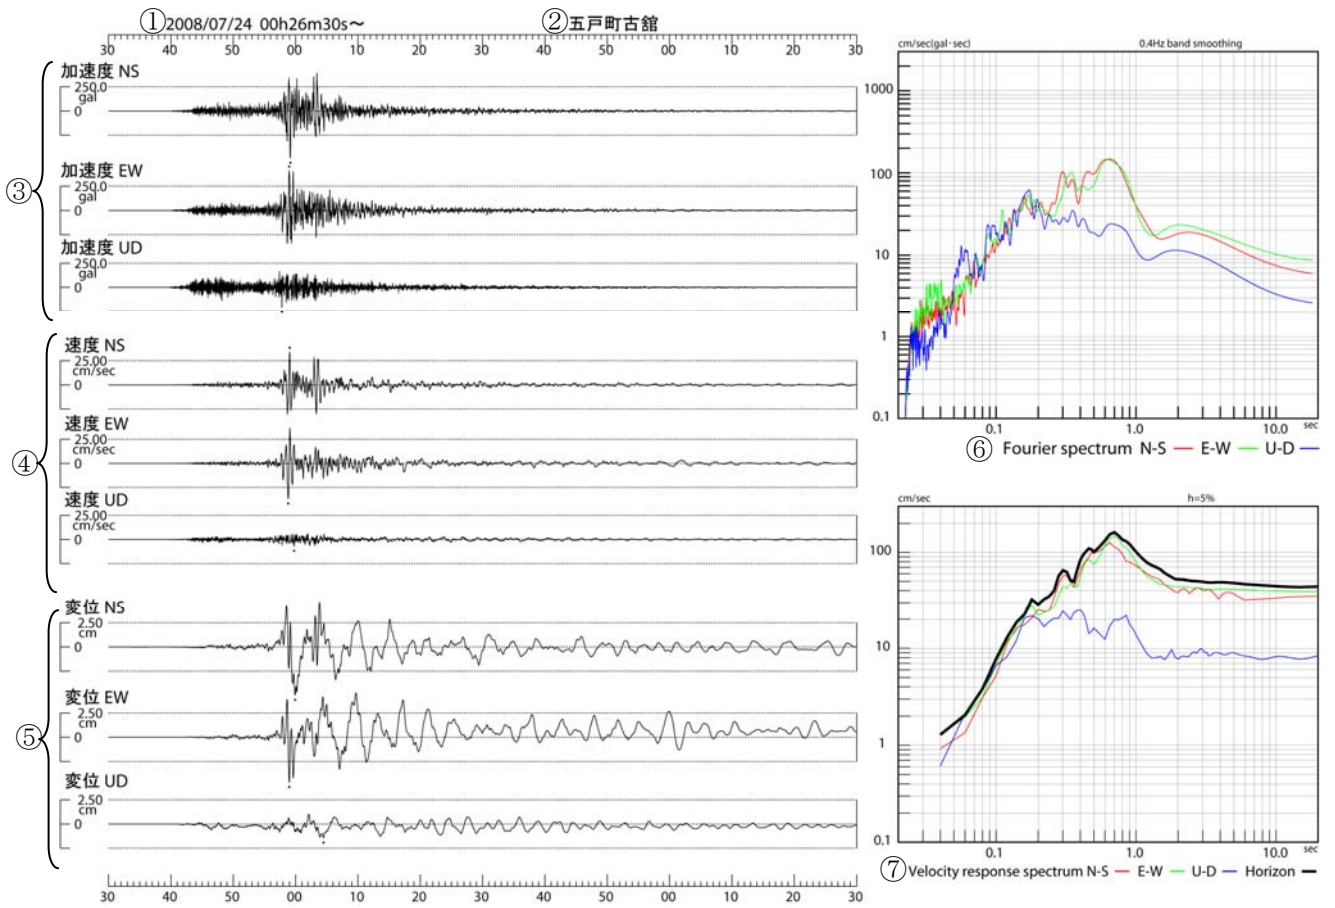 ①2008/07/24 00h26m30s～ ②五戸町古舘
30 40 50 00 10 20 30 40 50 00 10 20 30
③
加速度 NS
250.0
gal
0
加速度 EW
250.0
gal
0
加速度 UD
250.0
gal
0
④
速度 NS
25.00
cm/sec
0
速度 EW
25.00
cm/sec
0
速度 UD
25.00
cm/sec
0
⑤
変位 NS
2.50
cm
0
変位 EW
2.50
cm
0
変位 UD
2.50
cm
0
30 40 50 00 10 20 30 40 50 00 10 20 30
cm/sec(gal·sec) 0.4Hz band smoothing
1000
100
10
1
0.1
0.1 1.0 10.0 sec
⑥ Fourier spectrum N-S E-W U-D
cm/sec h=5%
100
10
1
0.1
0.1 1.0 10.0 sec
⑦ Velocity response spectrum N-S E-W U-D Horizon